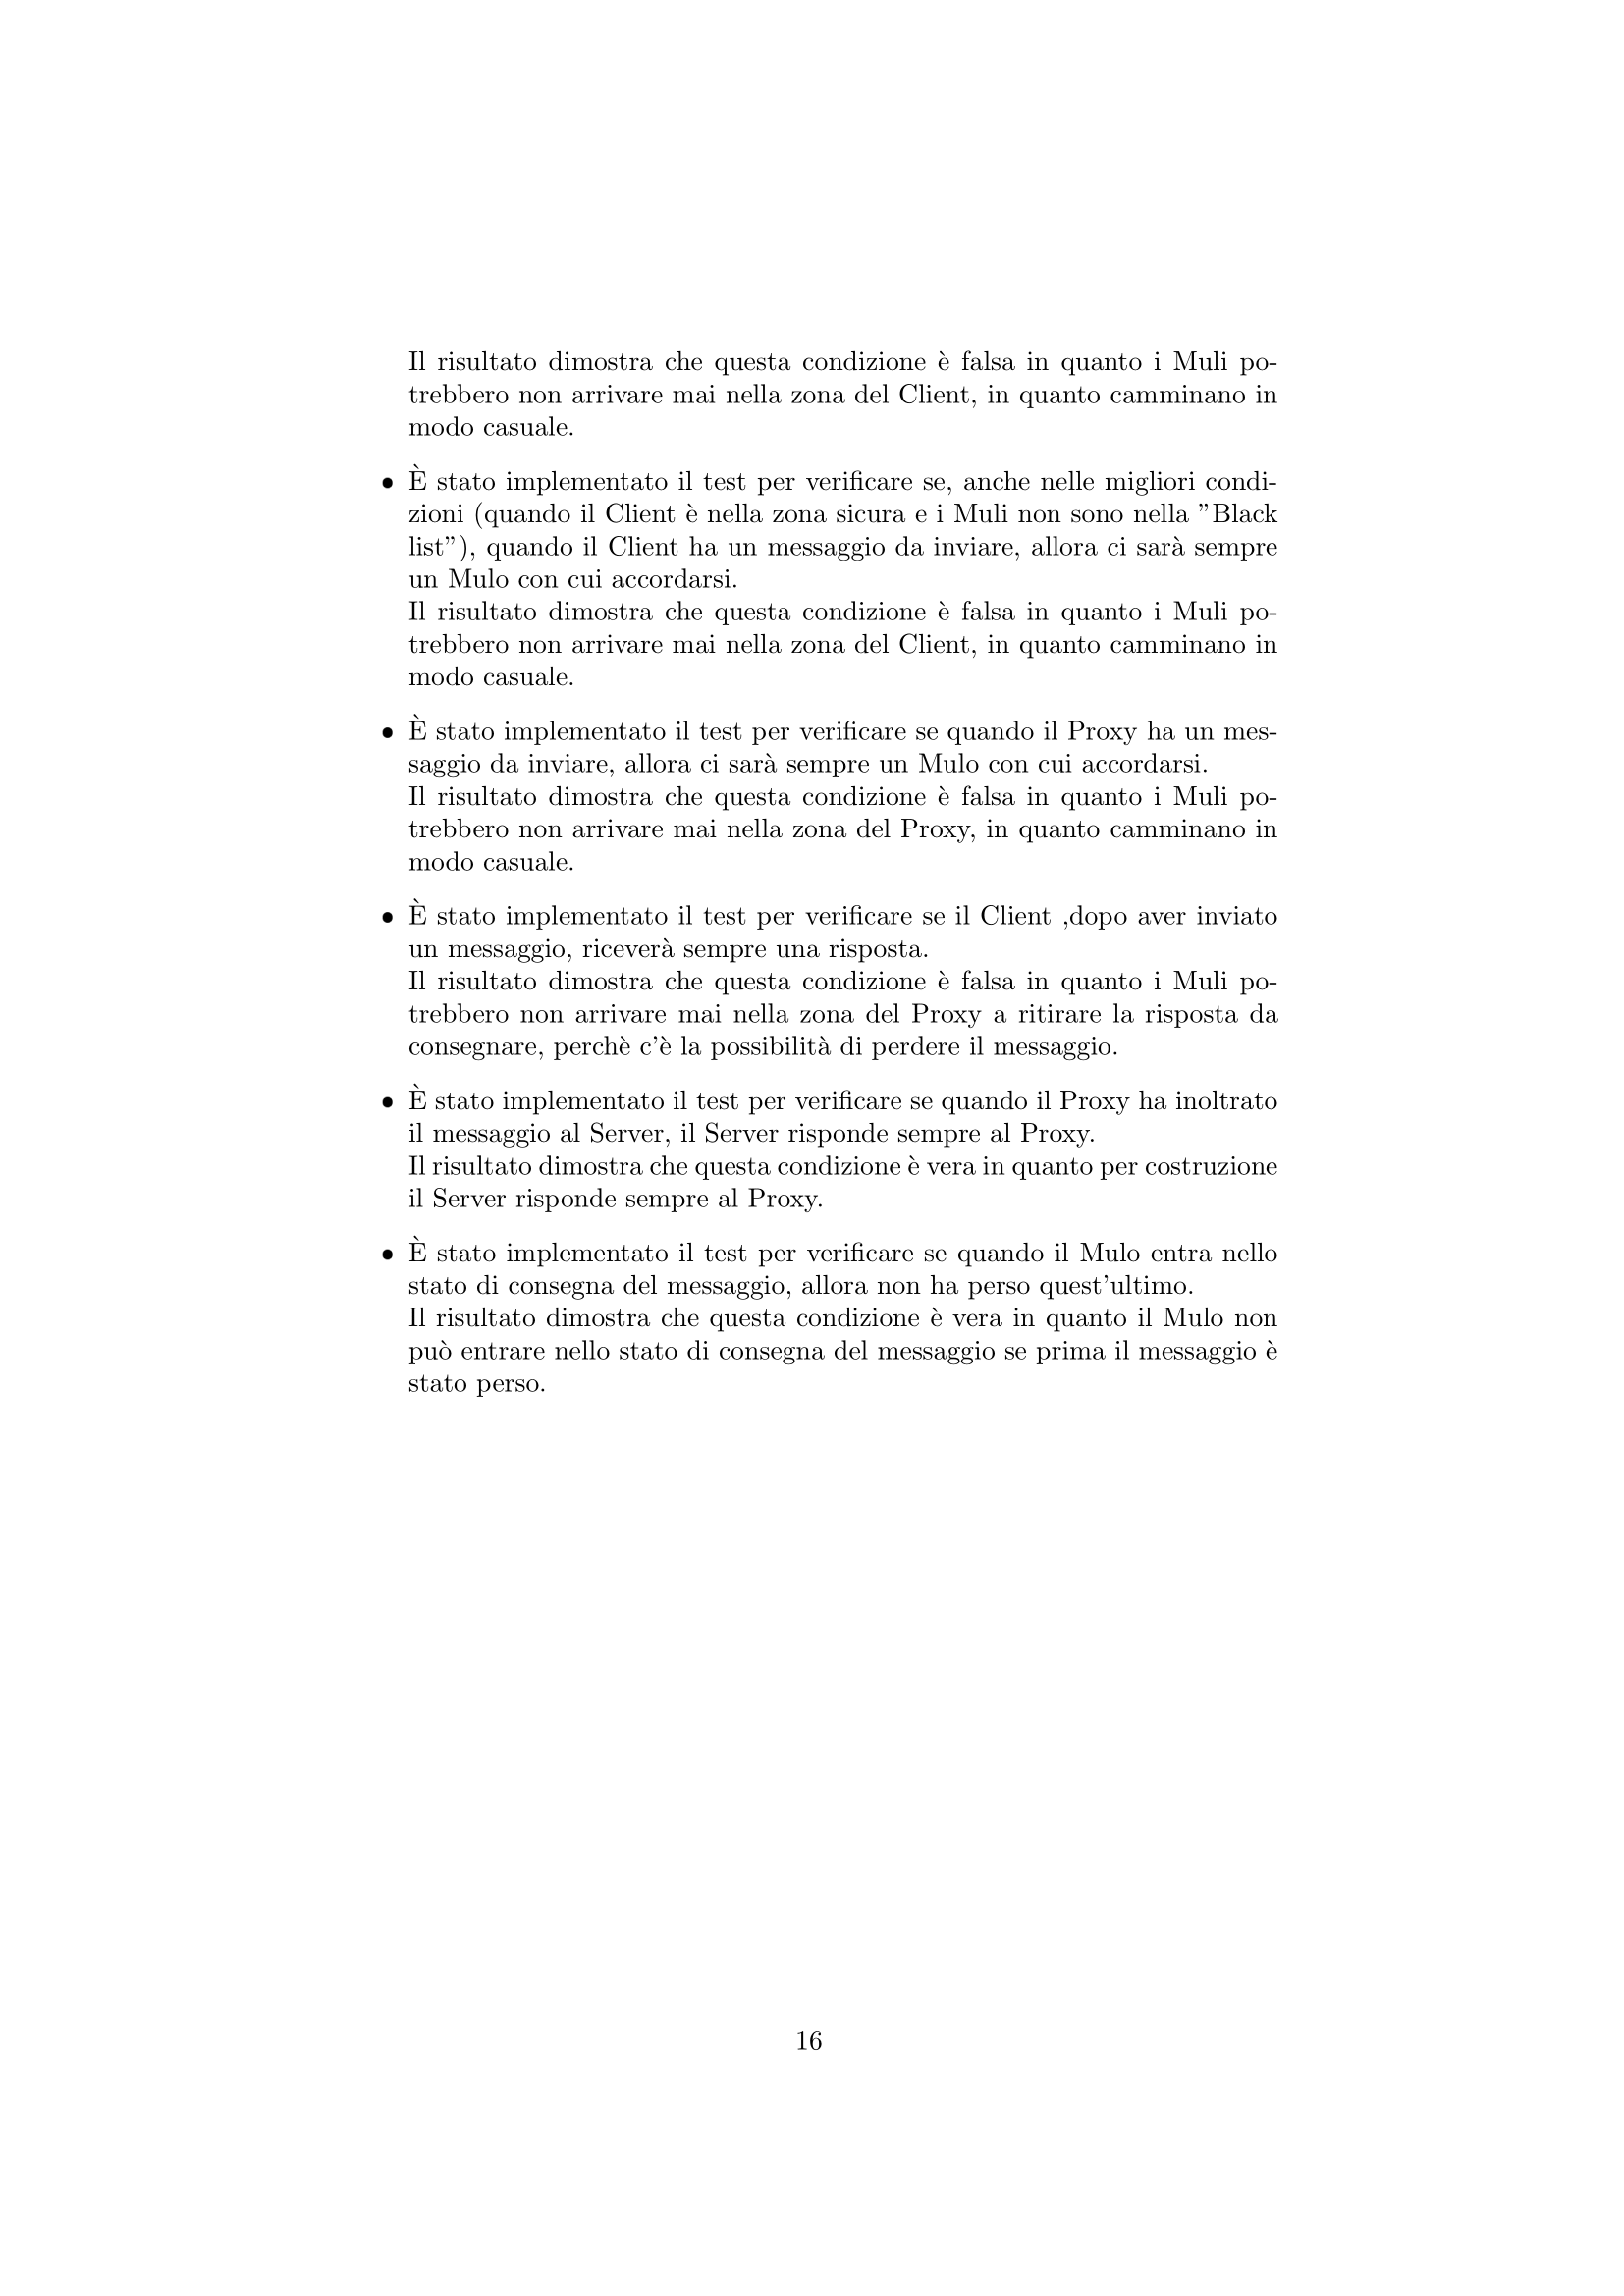 Il risultato dimostra che questa condizione è falsa in quanto i Muli po-
trebbero non arrivare mai nella zona del Client, in quanto camminano in
modo casuale.
• È stato implementato il test per verificare se, anche nelle migliori condi-
zioni (quando il Client è nella zona sicura e i Muli non sono nella ”Black
list”), quando il Client ha un messaggio da inviare, allora ci sarà sempre
un Mulo con cui accordarsi.
Il risultato dimostra che questa condizione è falsa in quanto i Muli po-
trebbero non arrivare mai nella zona del Client, in quanto camminano in
modo casuale.
• È stato implementato il test per verificare se quando il Proxy ha un mes-
saggio da inviare, allora ci sarà sempre un Mulo con cui accordarsi.
Il risultato dimostra che questa condizione è falsa in quanto i Muli po-
trebbero non arrivare mai nella zona del Proxy, in quanto camminano in
modo casuale.
• È stato implementato il test per verificare se il Client ,dopo aver inviato
un messaggio, riceverà sempre una risposta.
Il risultato dimostra che questa condizione è falsa in quanto i Muli po-
trebbero non arrivare mai nella zona del Proxy a ritirare la risposta da
consegnare, perchè c’è la possibilità di perdere il messaggio.
• È stato implementato il test per verificare se quando il Proxy ha inoltrato
il messaggio al Server, il Server risponde sempre al Proxy.
Il risultato dimostra che questa condizione è vera in quanto per costruzione
il Server risponde sempre al Proxy.
• È stato implementato il test per verificare se quando il Mulo entra nello
stato di consegna del messaggio, allora non ha perso quest’ultimo.
Il risultato dimostra che questa condizione è vera in quanto il Mulo non
può entrare nello stato di consegna del messaggio se prima il messaggio è
stato perso.
16